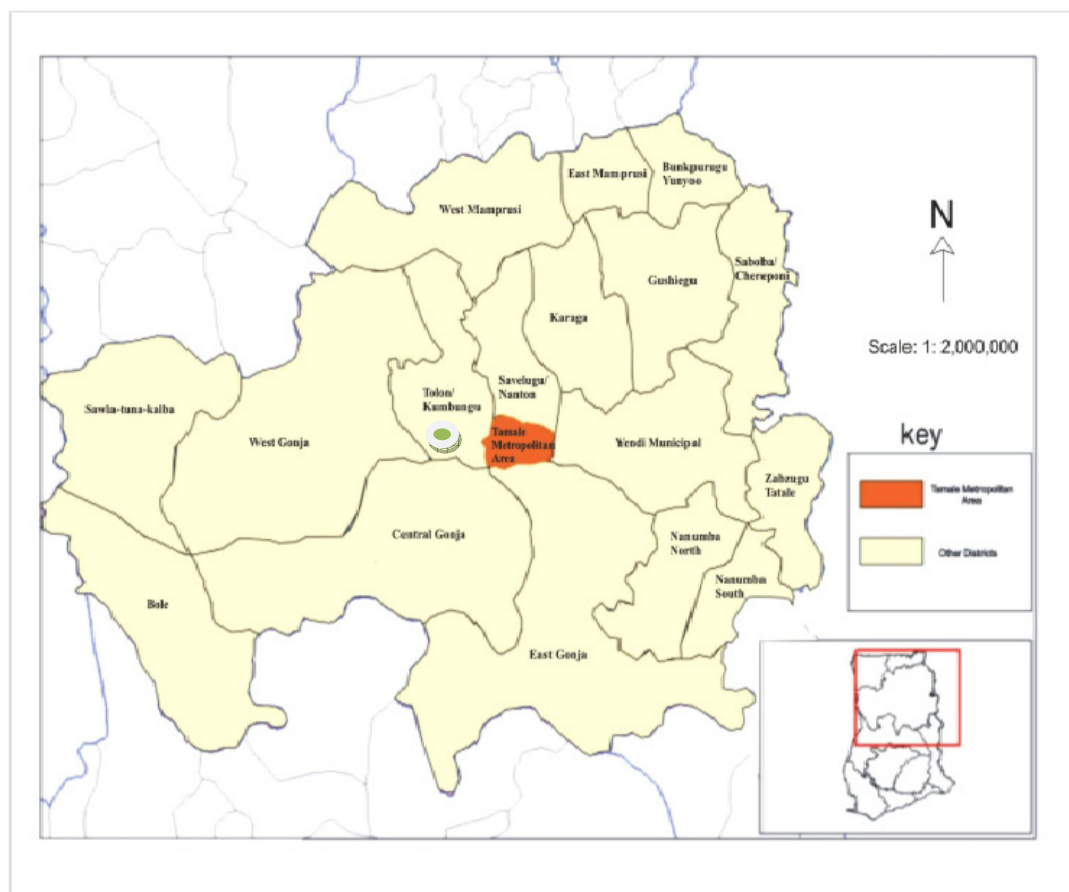 East Mamprusi
Bunkpurugu
Yunyoo
West Mamprusi
N
Sabolba/
Chereponi
Gushiegu
Karaga
Scale: 1: 2,000,000
Savelugu/
Nanton
Tolon/
Kumbungu
Sawla-tuna-kalba
West Gonja
Tamale
Metropolitan
Area
Yendi Municipal
key
Zabzugu
Tatale
Tamale Metropolitan
Area
Central Gonja
Nanumba
North
Other Districts
Nanumba
South
Bole
East Gonja